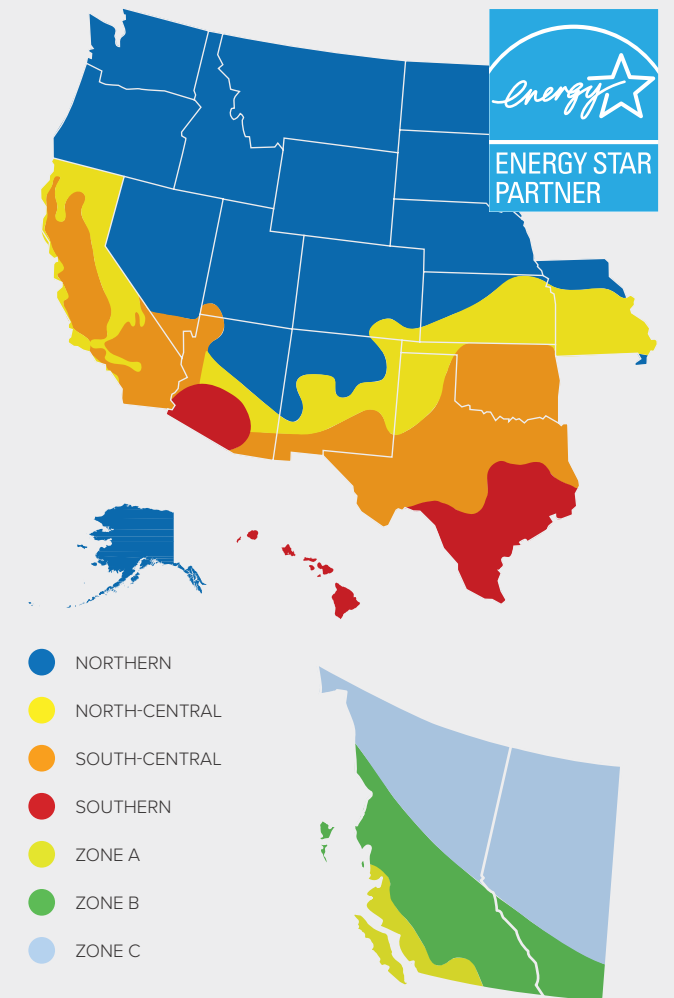 energy
ENERGY STAR
PARTNER
NORTHERN
NORTH-CENTRAL
SOUTH-CENTRAL
SOUTHERN
ZONE A
ZONE B
ZONE C